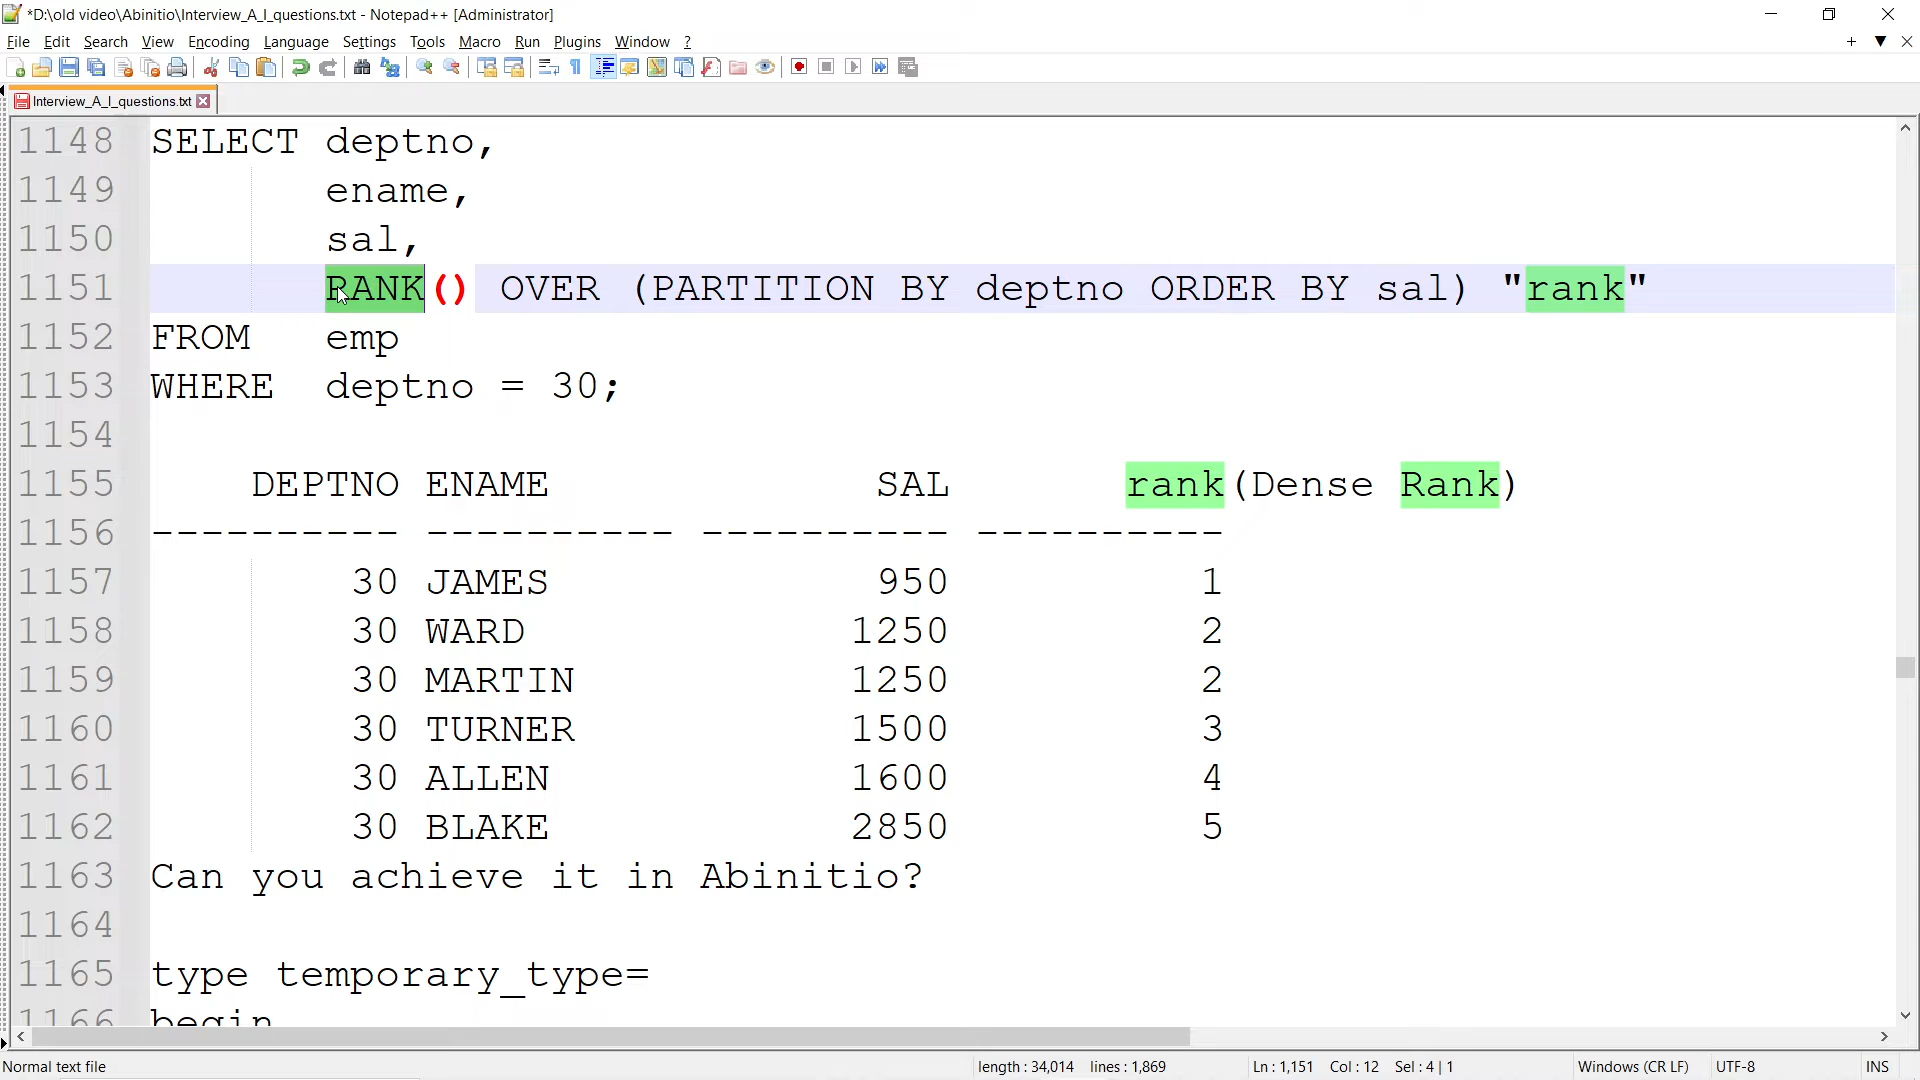 *D:\old video\Abinitio\Interview_A_I_questions.txt - Notepad++ [Administrator]
File Edit Search View Encoding Language Settings Tools Macro Run Plugins Window ?
Interview_A_I_questions.txt
1148 SELECT deptno,
1149 ename,
1150 sal,
1151 RANK() OVER (PARTITION BY deptno ORDER BY sal) "rank"
1152 FROM emp
1153 WHERE deptno = 30;
1154
1155 DEPTNO ENAME SAL rank(Dense Rank)
1156 ---------- ---------- ---------- ----------
1157 30 JAMES 950 1
1158 30 WARD 1250 2
1159 30 MARTIN 1250 2
1160 30 TURNER 1500 3
1161 30 ALLEN 1600 4
1162 30 BLAKE 2850 5
1163 Can you achieve it in Abinitio?
1164
1165 type temporary_type=
1166 begin
Normal text file length : 34,014 lines : 1,869 Ln : 1,151 Col : 12 Sel : 4 | 1 Windows (CR LF) UTF-8 INS